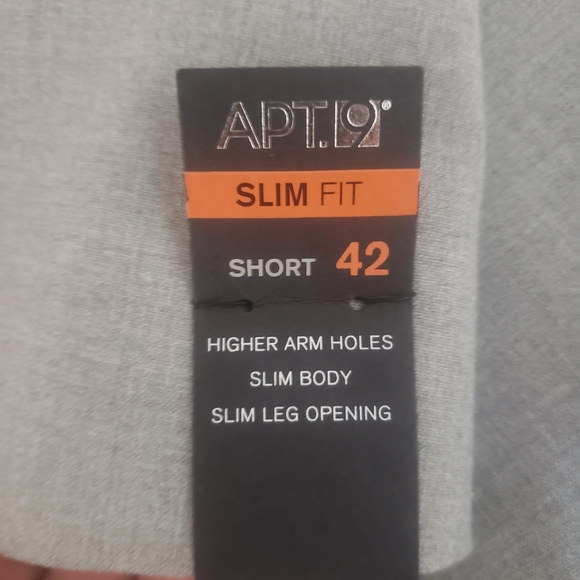 APT.9®
SLIM FIT
SHORT 42
HIGHER ARM HOLES
SLIM BODY
SLIM LEG OPENING